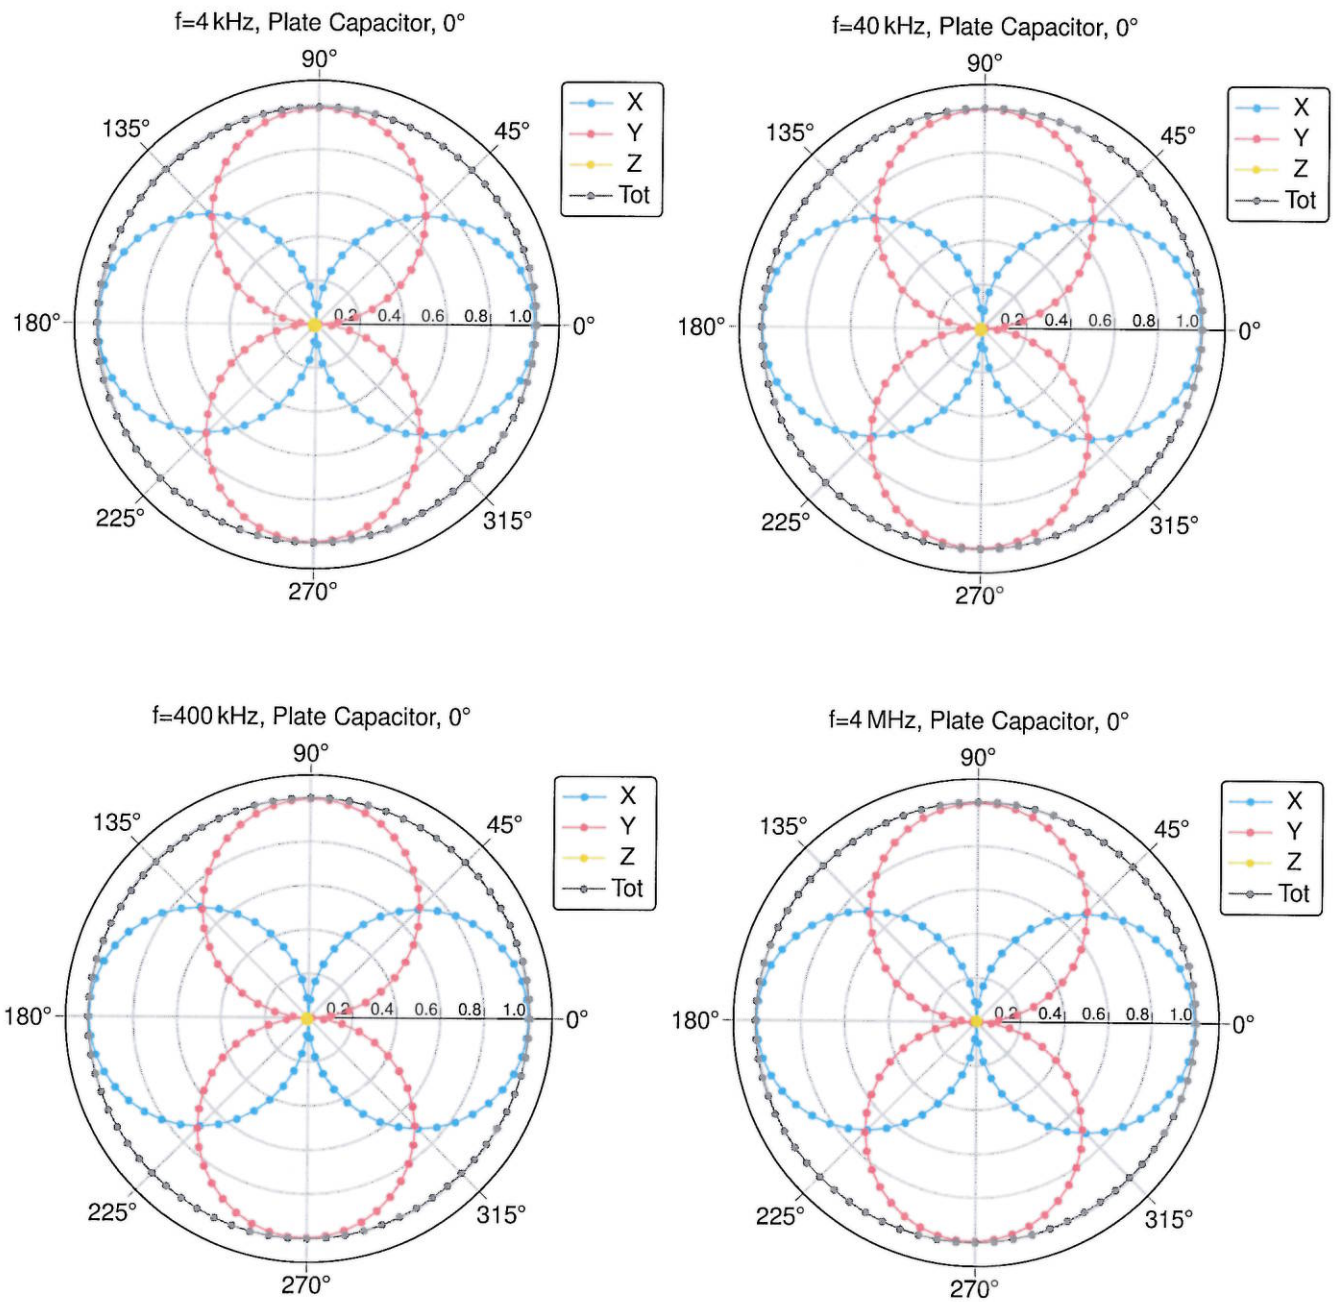 f=4 kHz, Plate Capacitor, 0°
90°
135°
45°
180°
0.2 0.4 0.6 0.8 1.0
0°
225°
315°
270°
X
Y
Z
Tot
f=40 kHz, Plate Capacitor, 0°
90°
135°
45°
180°
0.2 0.4 0.6 0.8 1.0
0°
225°
315°
270°
X
Y
Z
Tot
f=400 kHz, Plate Capacitor, 0°
90°
135°
45°
180°
0.2 0.4 0.6 0.8 1.0
0°
225°
315°
270°
X
Y
Z
Tot
f=4 MHz, Plate Capacitor, 0°
90°
135°
45°
180°
0.2 0.4 0.6 0.8 1.0
0°
225°
315°
270°
X
Y
Z
Tot